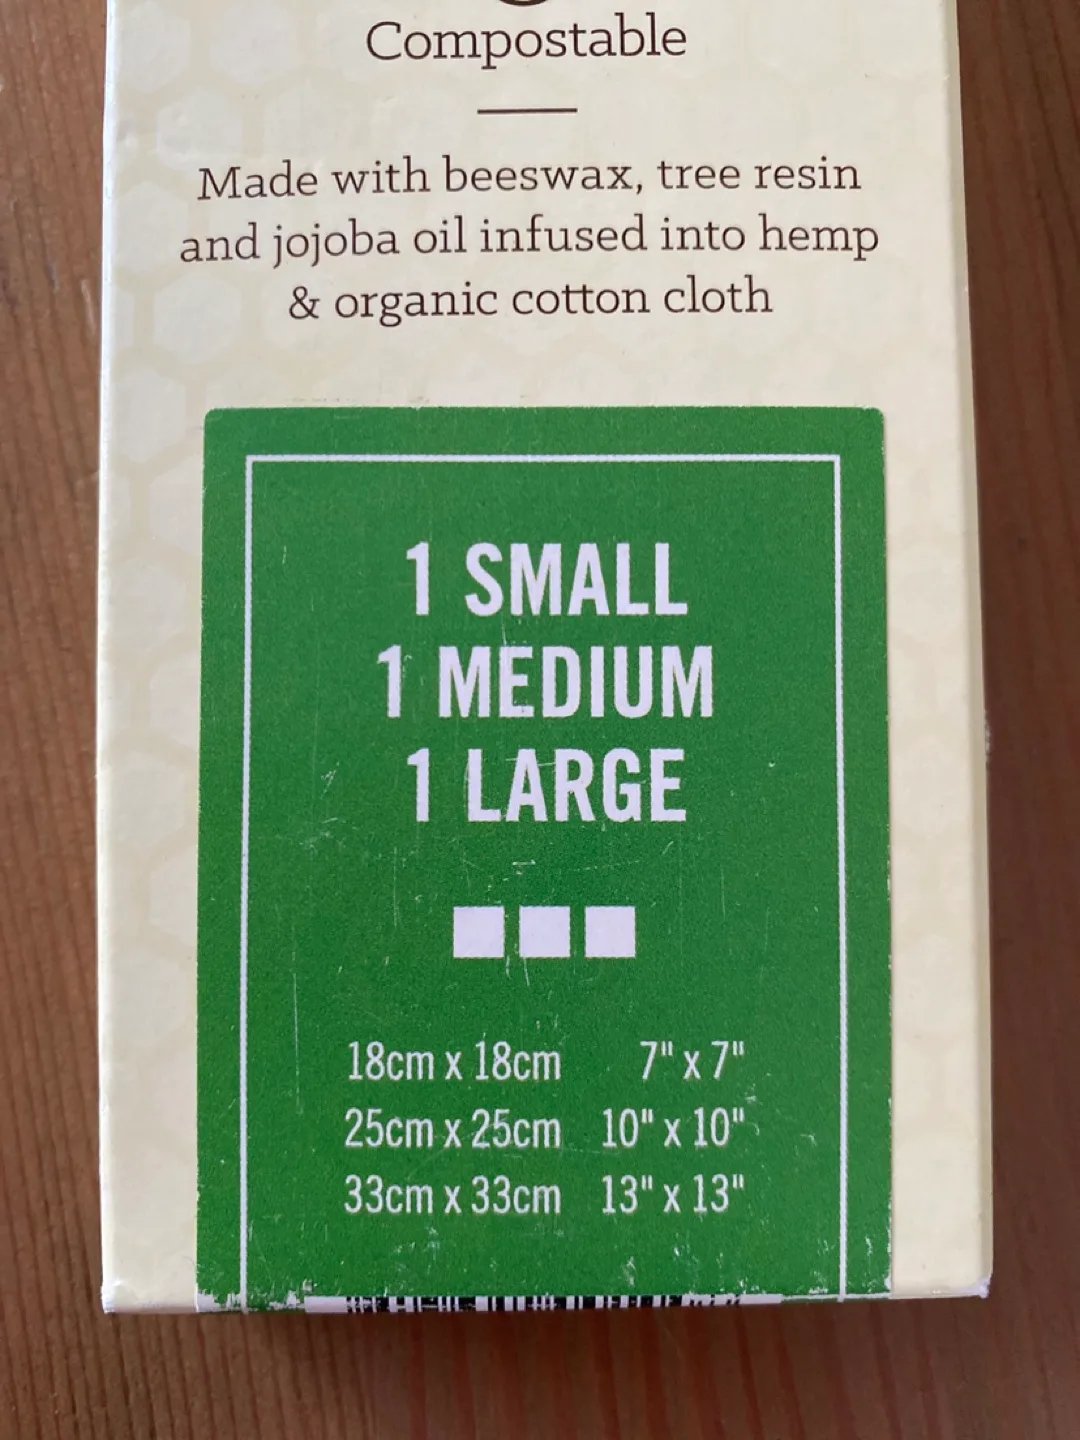 Compostable
Made with beeswax, tree resin
and jojoba oil infused into hemp
& organic cotton cloth
1 SMALL
1 MEDIUM
1 LARGE
18cm x 18cm 7" x 7"
25cm x 25cm 10" x 10"
33cm x 33cm 13" x 13"